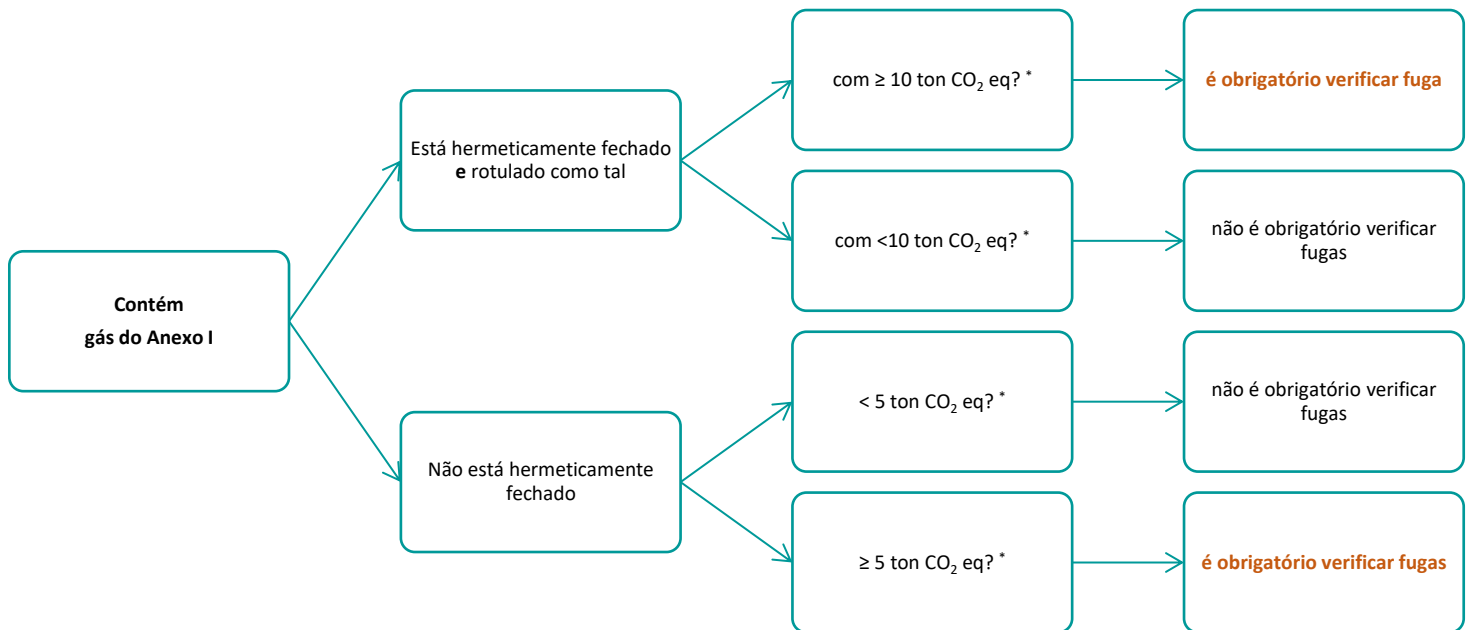 com ≥ 10 ton CO₂ eq? *
é obrigatório verificar fuga
Está hermeticamente fechado
e rotulado como tal
com <10 ton CO₂ eq? *
não é obrigatório verificar
fugas
Contém
gás do Anexo I
< 5 ton CO₂ eq? *
não é obrigatório verificar
fugas
Não está hermeticamente
fechado
≥ 5 ton CO₂ eq? *
é obrigatório verificar fugas